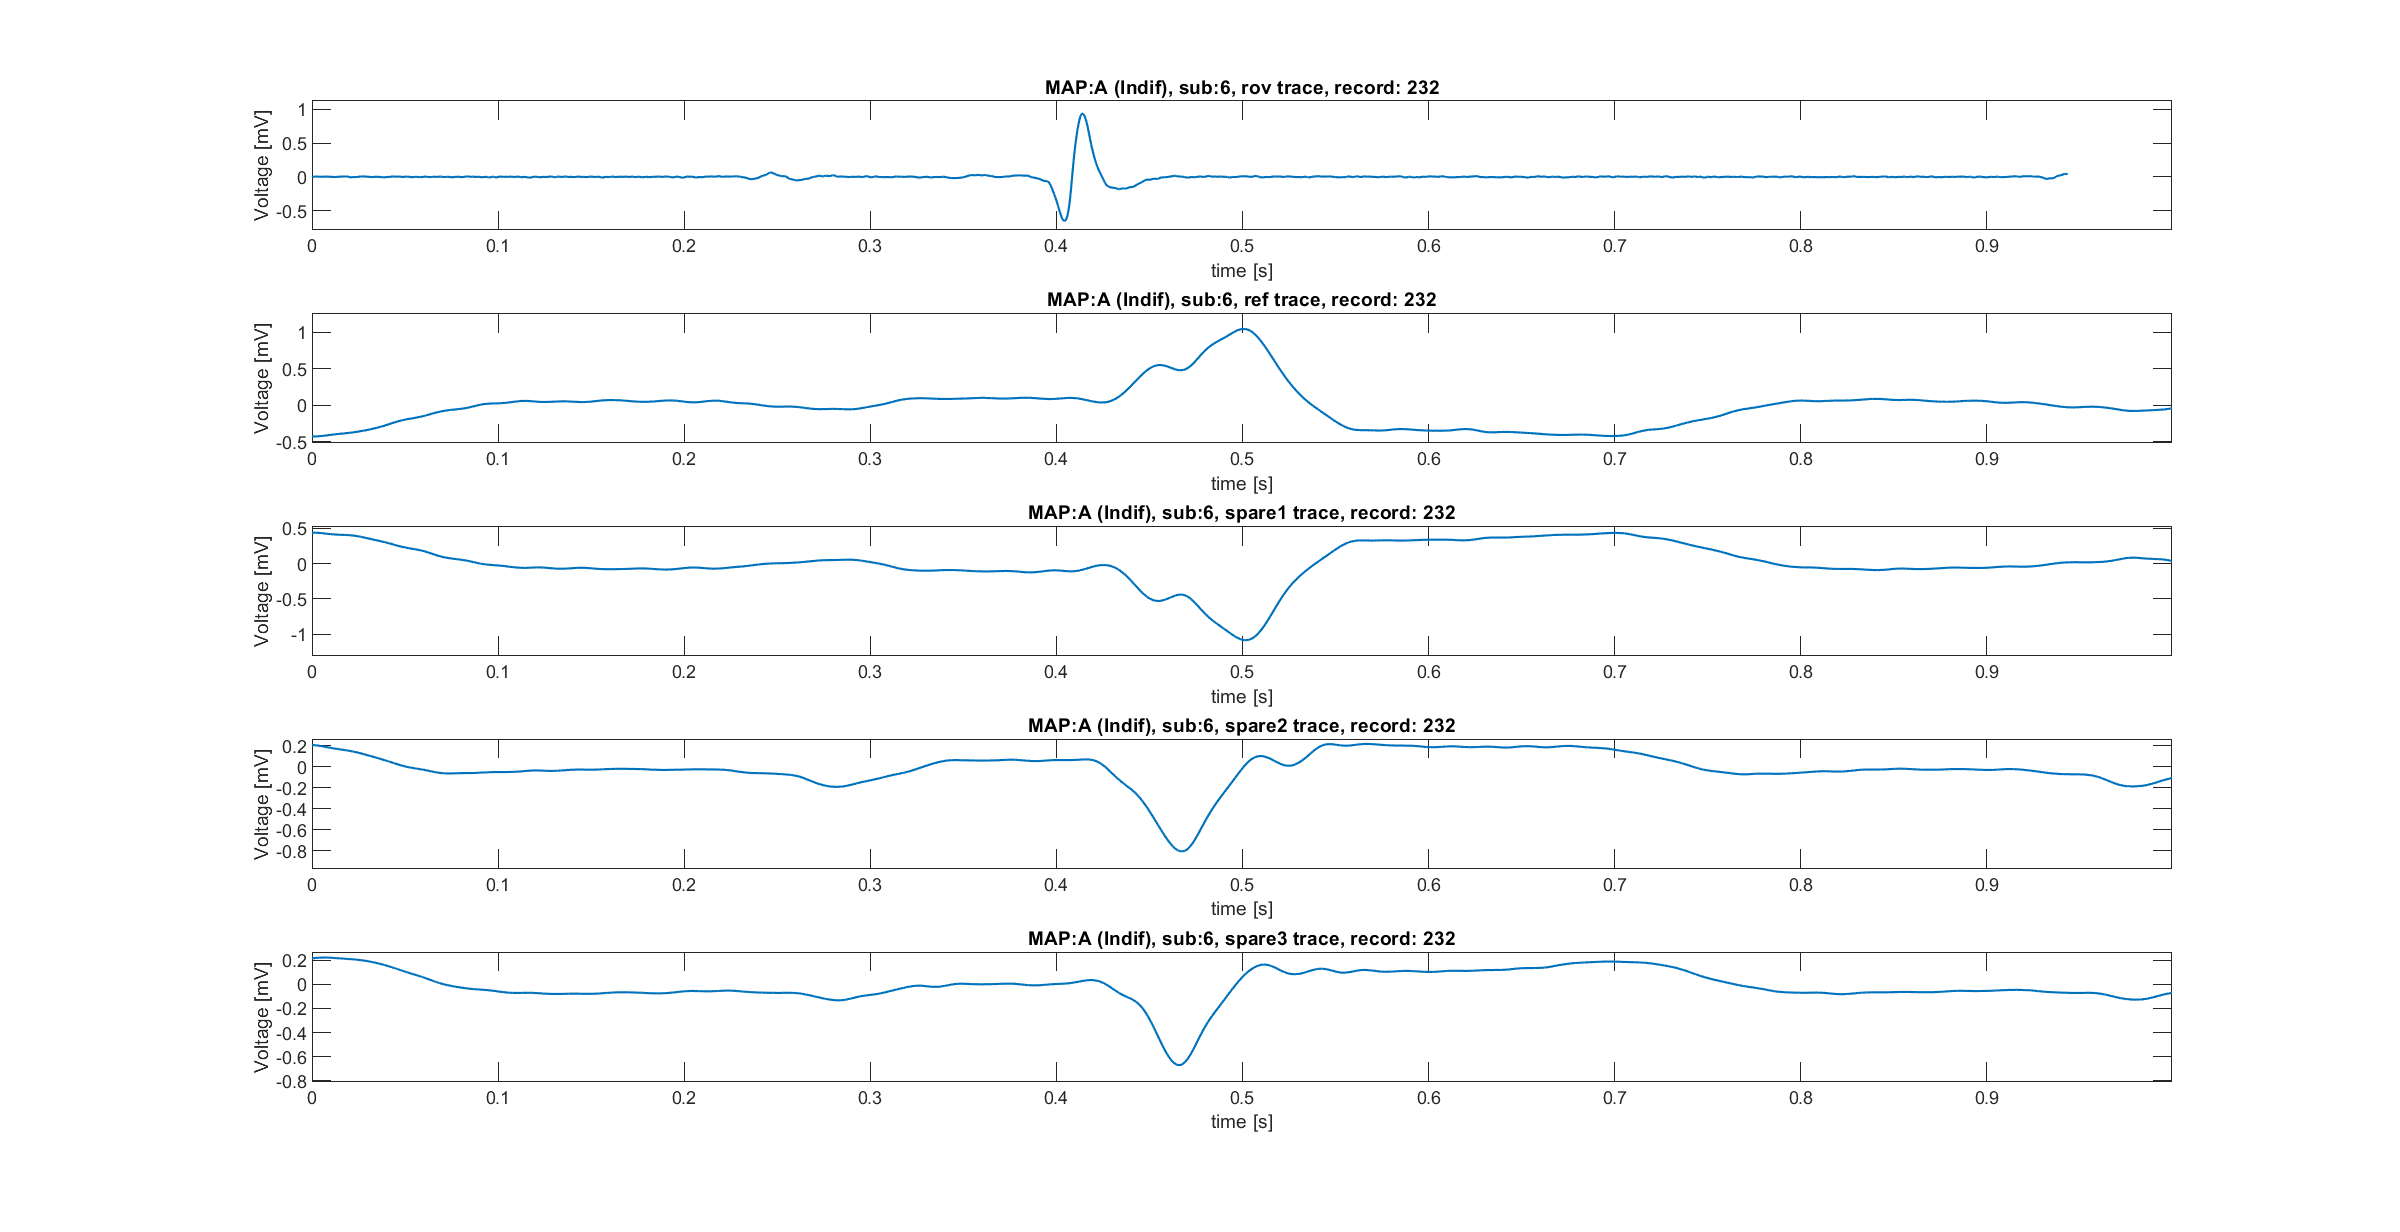 MAP:A (Indif), sub:6, rov trace, record: 232
Voltage [mV]
1
0.5
0
-0.5
0 0.1 0.2 0.3 0.4 0.5 0.6 0.7 0.8 0.9
time [s]
MAP:A (Indif), sub:6, ref trace, record: 232
Voltage [mV]
1
0.5
0
-0.5
0 0.1 0.2 0.3 0.4 0.5 0.6 0.7 0.8 0.9
time [s]
MAP:A (Indif), sub:6, spare1 trace, record: 232
Voltage [mV]
0.5
0
-0.5
-1
0 0.1 0.2 0.3 0.4 0.5 0.6 0.7 0.8 0.9
time [s]
MAP:A (Indif), sub:6, spare2 trace, record: 232
Voltage [mV]
0.2
0
-0.2
-0.4
-0.6
-0.8
0 0.1 0.2 0.3 0.4 0.5 0.6 0.7 0.8 0.9
time [s]
MAP:A (Indif), sub:6, spare3 trace, record: 232
Voltage [mV]
0.2
0
-0.2
-0.4
-0.6
-0.8
0 0.1 0.2 0.3 0.4 0.5 0.6 0.7 0.8 0.9
time [s]